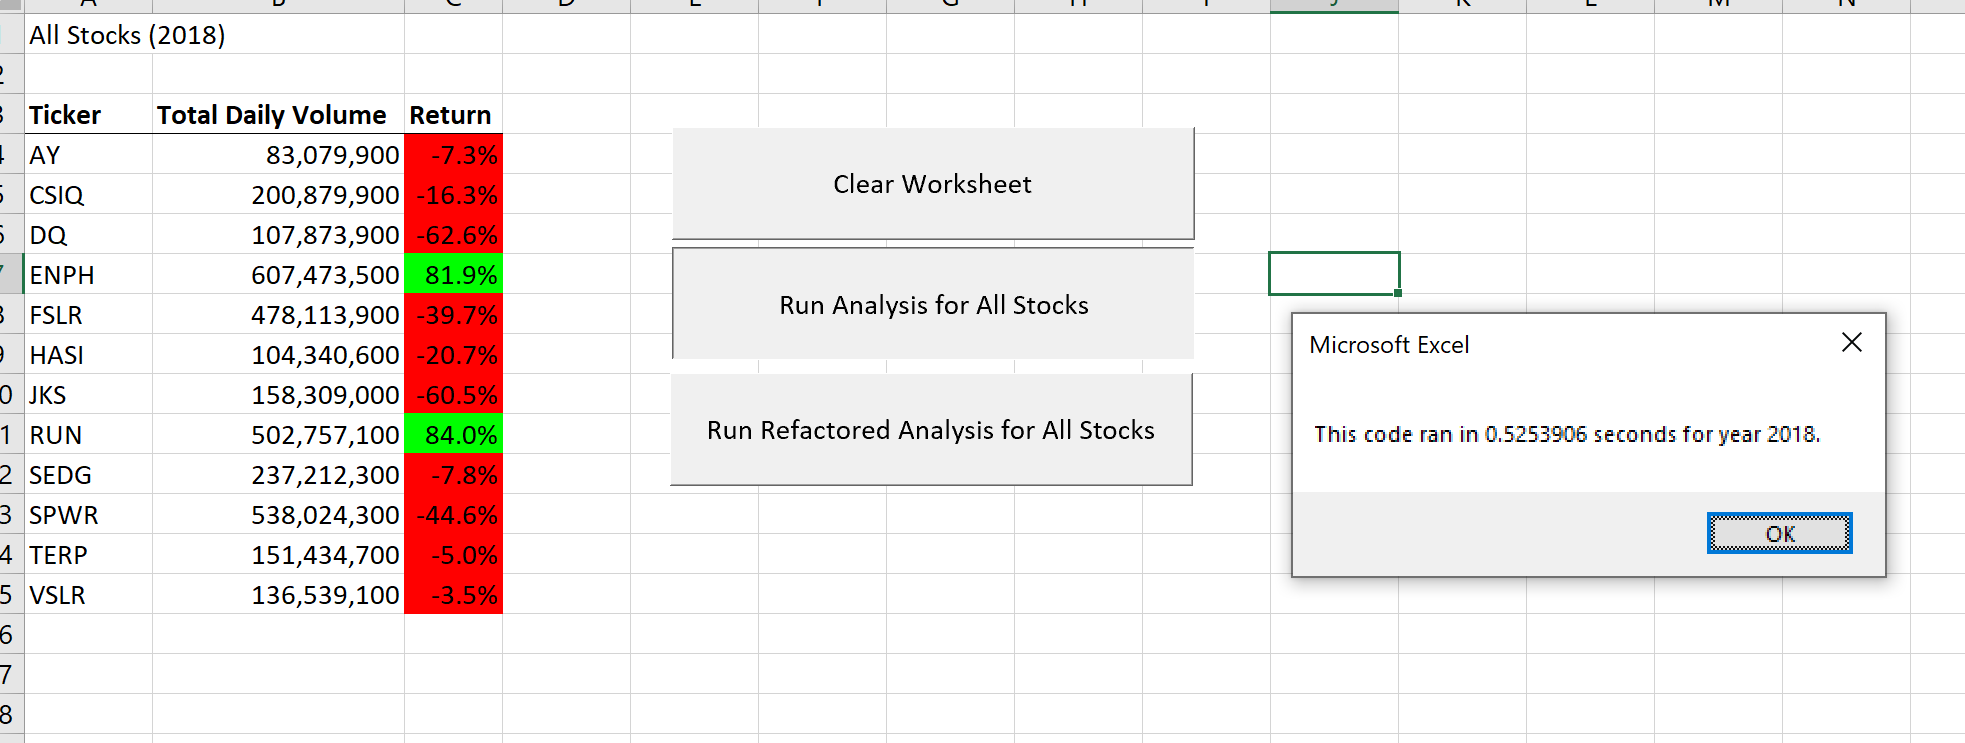 All Stocks (2018)
Ticker Total Daily Volume Return
AY 83,079,900 -7.3%
CSIQ 200,879,900 -16.3%
DQ 107,873,900 -62.6%
ENPH 607,473,500 81.9%
FSLR 478,113,900 -39.7%
HASI 104,340,600 -20.7%
JKS 158,309,000 -60.5%
RUN 502,757,100 84.0%
SEDG 237,212,300 -7.8%
SPWR 538,024,300 -44.6%
TERP 151,434,700 -5.0%
VSLR 136,539,100 -3.5%
Clear Worksheet
Run Analysis for All Stocks
Run Refactored Analysis for All Stocks
Microsoft Excel
This code ran in 0.5253906 seconds for year 2018.
OK